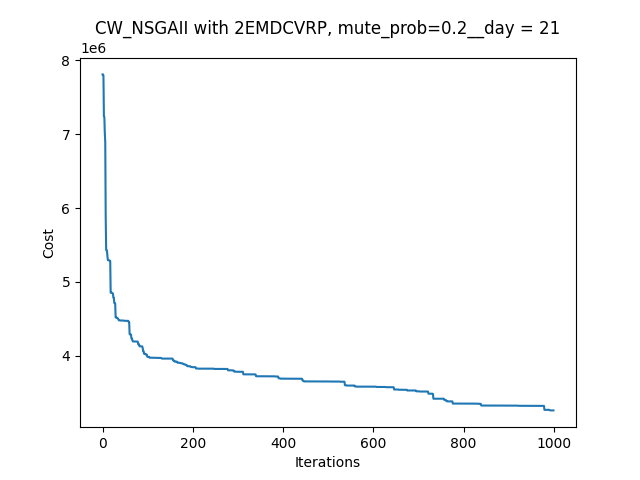 CW_NSGAII with 2EMDCVRP, mute_prob=0.2__day = 21
1e6
8
7
6
5
4
Cost
0 200 400 600 800 1000
Iterations